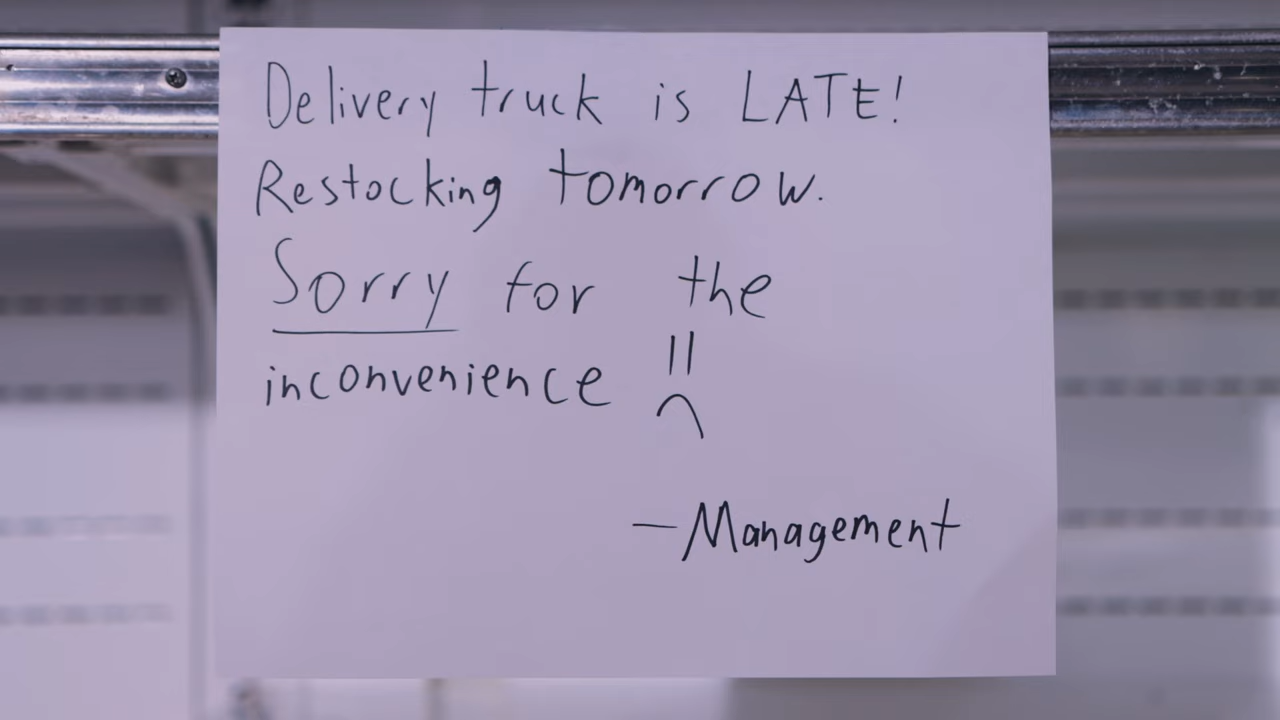 Delivery truck is LATE!
Restocking tomorrow.
Sorry for the
inconvenience
—Management